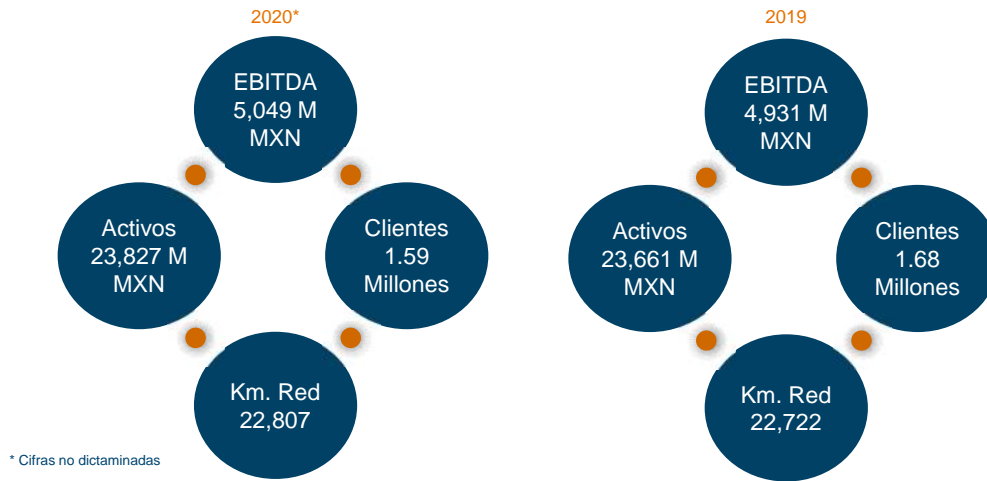 2020*
EBITDA
5,049 M
MXN
Activos
23,827 M
MXN
Clientes
1.59
Millones
Km. Red
22,807
* Cifras no dictaminadas
2019
EBITDA
4,931 M
MXN
Activos
23,661 M
MXN
Clientes
1.68
Millones
Km. Red
22,722